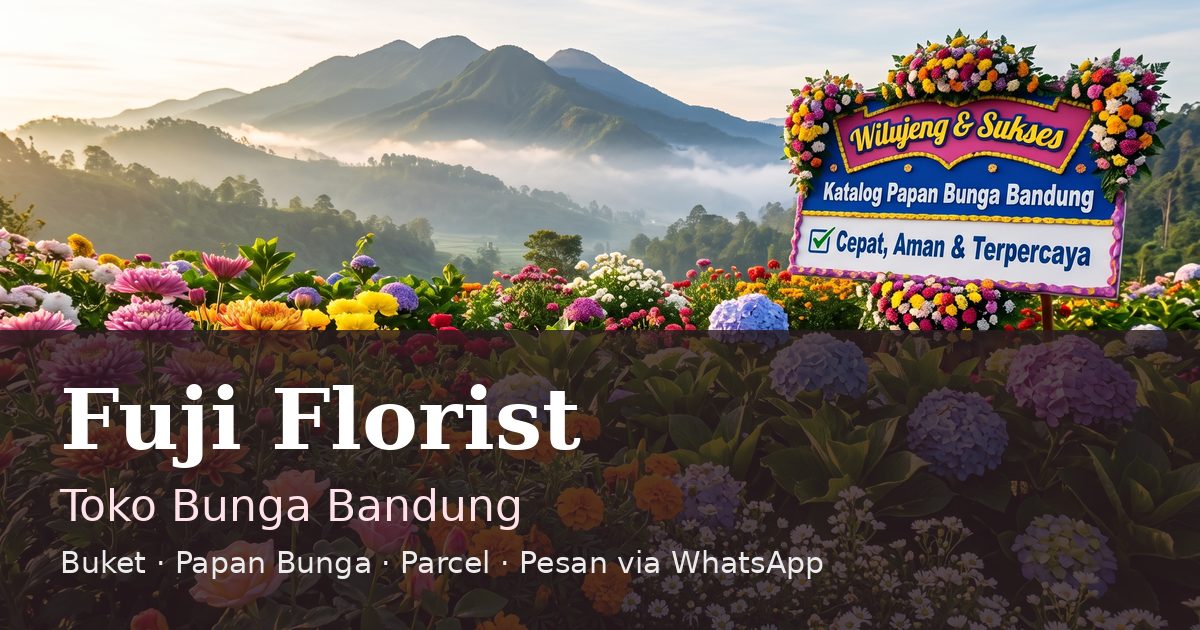 Wilujeng & Sukses
Katalog Papan Bunga Bandung
Cepat, Aman & Terpercaya
Fuji Florist
Toko Bunga Bandung
Buket · Papan Bunga · Parcel · Pesan via WhatsApp